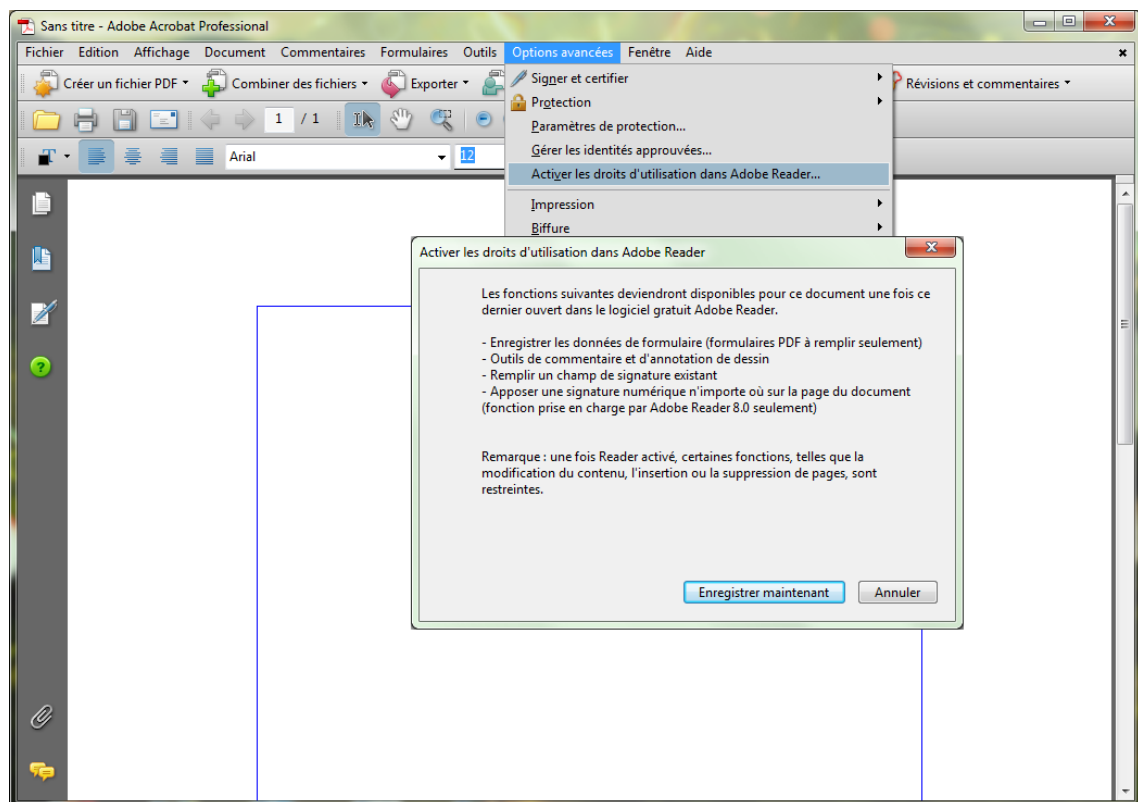 Sans titre - Adobe Acrobat Professional
Fichier Edition Affichage Document Commentaires Formulaires Outils Options avancées Fenêtre Aide
Créer un fichier PDF Combiner des fichiers Exporter Révisions et commentaires
1 / 1
Arial 12
Signer et certifier
Protection
Paramètres de protection...
Gérer les identités approuvées...
Activer les droits d'utilisation dans Adobe Reader...
Impression
Biffure
Activer les droits d'utilisation dans Adobe Reader
Les fonctions suivantes deviendront disponibles pour ce document une fois ce
dernier ouvert dans le logiciel gratuit Adobe Reader.
- Enregistrer les données de formulaire (formulaires PDF à remplir seulement)
- Outils de commentaire et d'annotation de dessin
- Remplir un champ de signature existant
- Apposer une signature numérique n'importe où sur la page du document
(fonction prise en charge par Adobe Reader 8.0 seulement)
Remarque : une fois Reader activé, certaines fonctions, telles que la
modification du contenu, l'insertion ou la suppression de pages, sont
restreintes.
Enregistrer maintenant Annuler